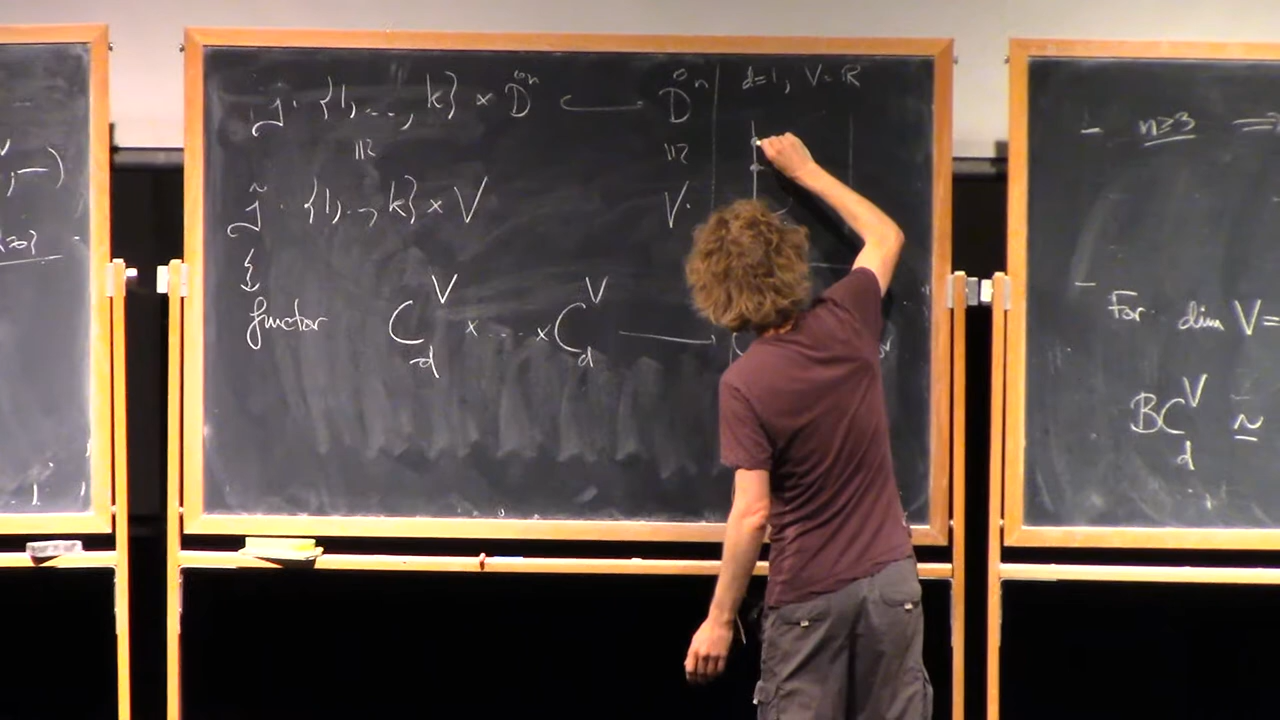 , –)
j : {1, ..., k} × D̊ⁿ ⊂— D̊ⁿ
≅ ≅
j̃ : {1, .., k} × V V.
functor C_d^V × ... × C_d^V ⟶ C
d=1, V=ℝ
– n≥3 ⟹
– For dim V =
BC_d^V ≃